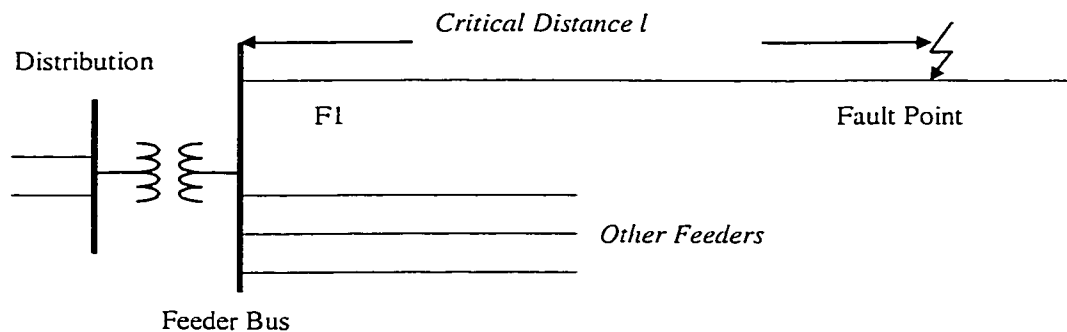 Critical Distance l
Distribution
F1
Fault Point
Other Feeders
Feeder Bus